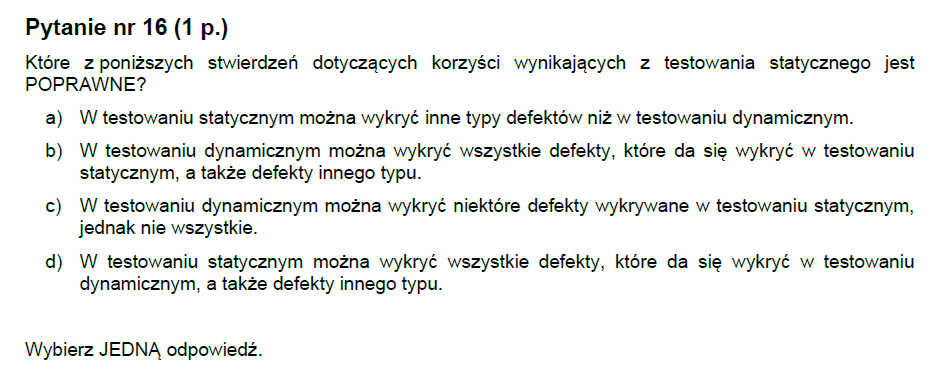 Pytanie nr 16 (1 p.)
Które z poniższych stwierdzeń dotyczących korzyści wynikających z testowania statycznego jest
POPRAWNE?
a) W testowaniu statycznym można wykryć inne typy defektów niż w testowaniu dynamicznym.
b) W testowaniu dynamicznym można wykryć wszystkie defekty, które da się wykryć w testowaniu
statycznym, a także defekty innego typu.
c) W testowaniu dynamicznym można wykryć niektóre defekty wykrywane w testowaniu statycznym,
jednak nie wszystkie.
d) W testowaniu statycznym można wykryć wszystkie defekty, które da się wykryć w testowaniu
dynamicznym, a także defekty innego typu.
Wybierz JEDNĄ odpowiedź.